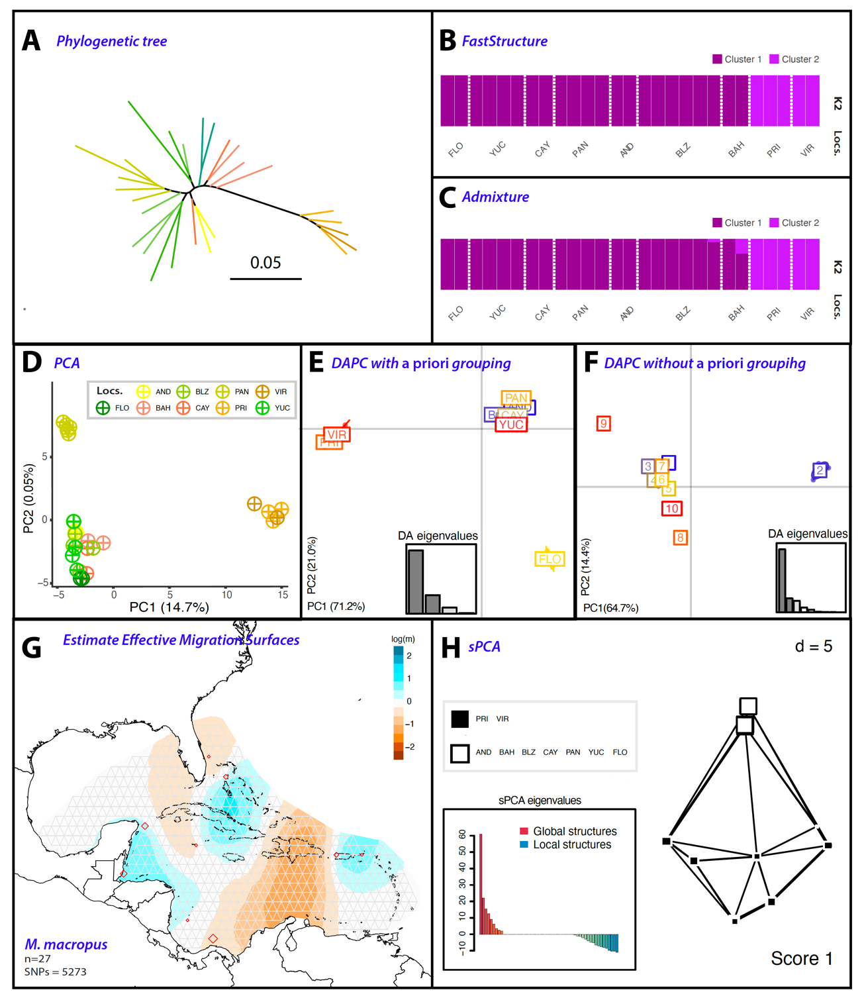 A Phylogenetic tree
0.05
B FastStructure
Cluster 1 Cluster 2
K2
Locs.
FLO YUC CAY PAN AND BLZ BAH PRI VIR
C Admixture
Cluster 1 Cluster 2
K2
Locs.
FLO YUC CAY PAN AND BLZ BAH PRI VIR
D PCA
Locs. AND BLZ PAN VIR
FLO BAH CAY PRI YUC
PC2 (0.05%)
5
0
−5
−5 0 5 10 15
PC1 (14.7%)
E DAPC with a priori grouping
PAN
AND
B
CAY
YUC
VIR
PRI
FLO
DA eigenvalues
PC2 (21.0%)
PC1 (71.2%)
F DAPC without a priori groupihg
9
3 7
2
4 6
5
10
8
DA eigenvalues
PC2 (14.4%)
PC1(64.7%)
G Estimate Effective Migration Surfaces
log(m)
2
1
0
−1
−2
M. macropus
n=27
SNPs = 5273
H sPCA
d = 5
PRI VIR
AND BAH BLZ CAY PAN YUC FLO
sPCA eigenvalues
Global structures
Local structures
60
50
40
30
20
10
0
−10
Score 1